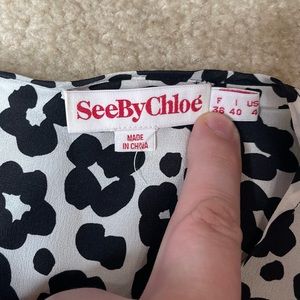 SeeByChloé
F I US
36 40 4
MADE
IN CHINA